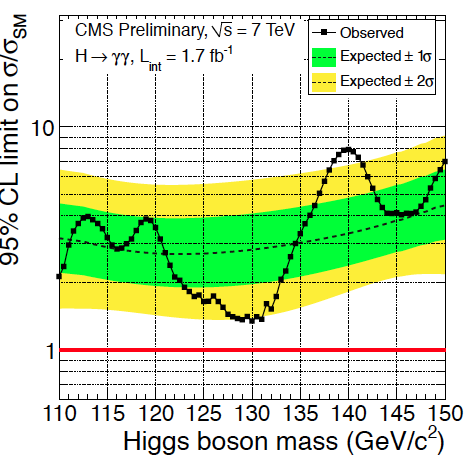 CMS Preliminary, √s = 7 TeV
H → γγ, L_int = 1.7 fb⁻¹
Observed
Expected ± 1σ
Expected ± 2σ
95% CL limit on σ/σ_SM
10
1
110 115 120 125 130 135 140 145 150
Higgs boson mass (GeV/c²)